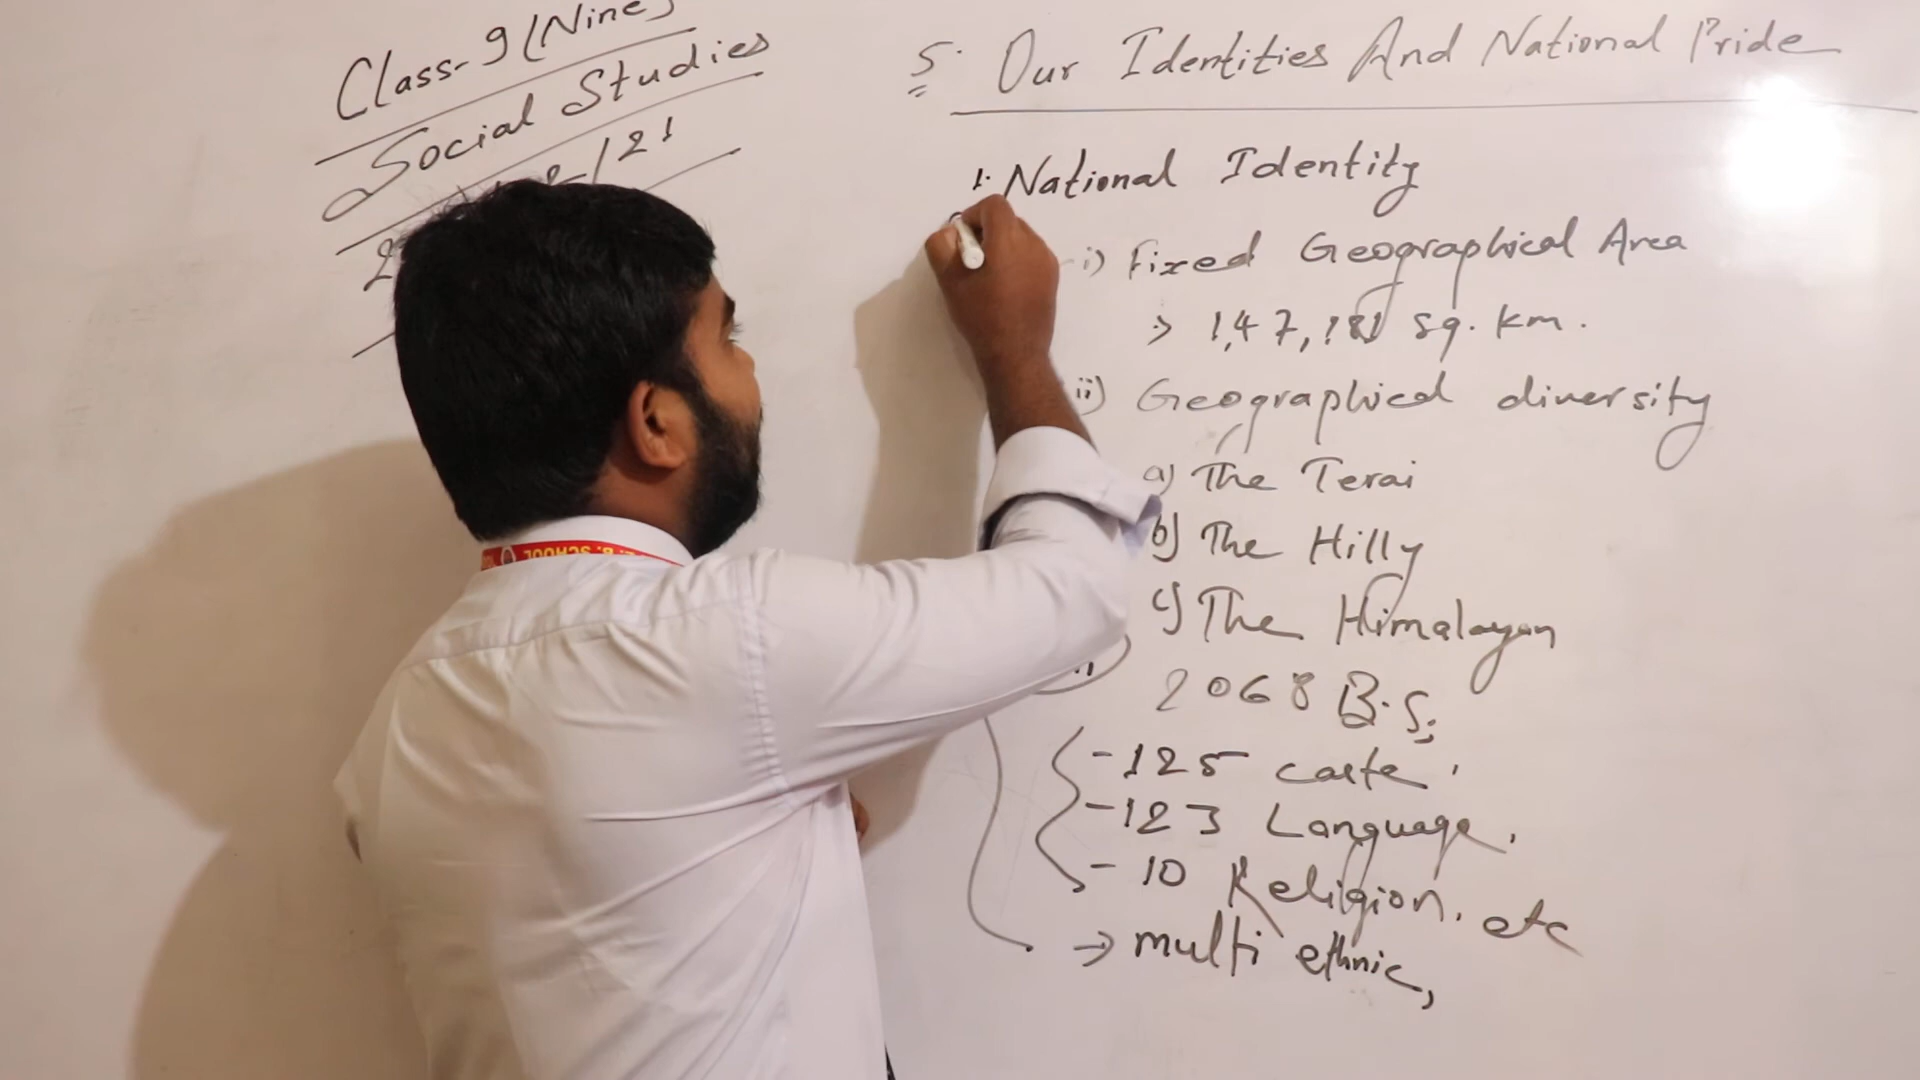 Class-9 (Nine)
Social Studies
/21
5. Our Identities And National Pride
1. National Identity
i) Fixed Geographical Area
> 1,47,181 sq. km.
ii) Geographical diversity
a) The Terai
b) The Hilly
c) The Himalayan
2068 B.S.
- 125 caste,
- 123 Language,
- 10 Religion. etc
→ multi ethnic,
SCHOOL